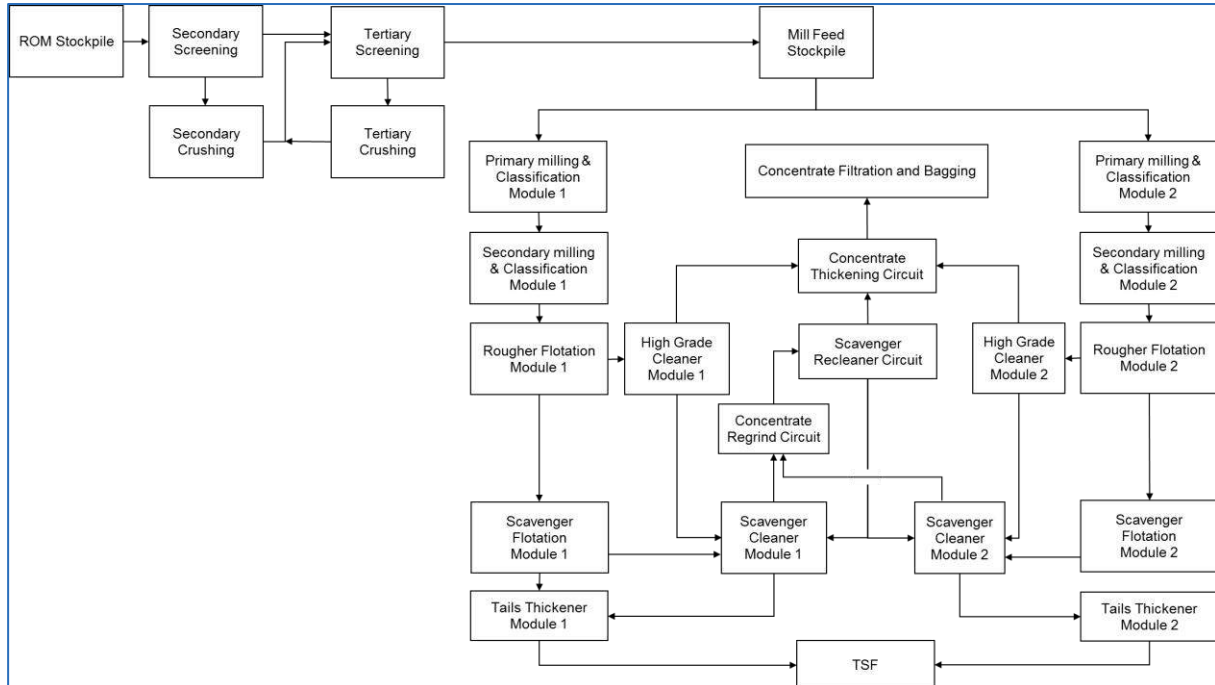 ROM Stockpile
Secondary
Screening
Tertiary
Screening
Mill Feed
Stockpile
Secondary
Crushing
Tertiary
Crushing
Primary milling &
Classification
Module 1
Concentrate Filtration and Bagging
Primary milling &
Classification
Module 2
Secondary milling
& Classification
Module 1
Concentrate
Thickening Circuit
Secondary milling
& Classification
Module 2
Rougher Flotation
Module 1
High Grade
Cleaner
Module 1
Scavenger
Recleaner Circuit
High Grade
Cleaner
Module 2
Rougher Flotation
Module 2
Concentrate
Regrind Circuit
Scavenger
Flotation
Module 1
Scavenger
Cleaner
Module 1
Scavenger
Cleaner
Module 2
Scavenger
Flotation
Module 2
Tails Thickener
Module 1
Tails Thickener
Module 2
TSF